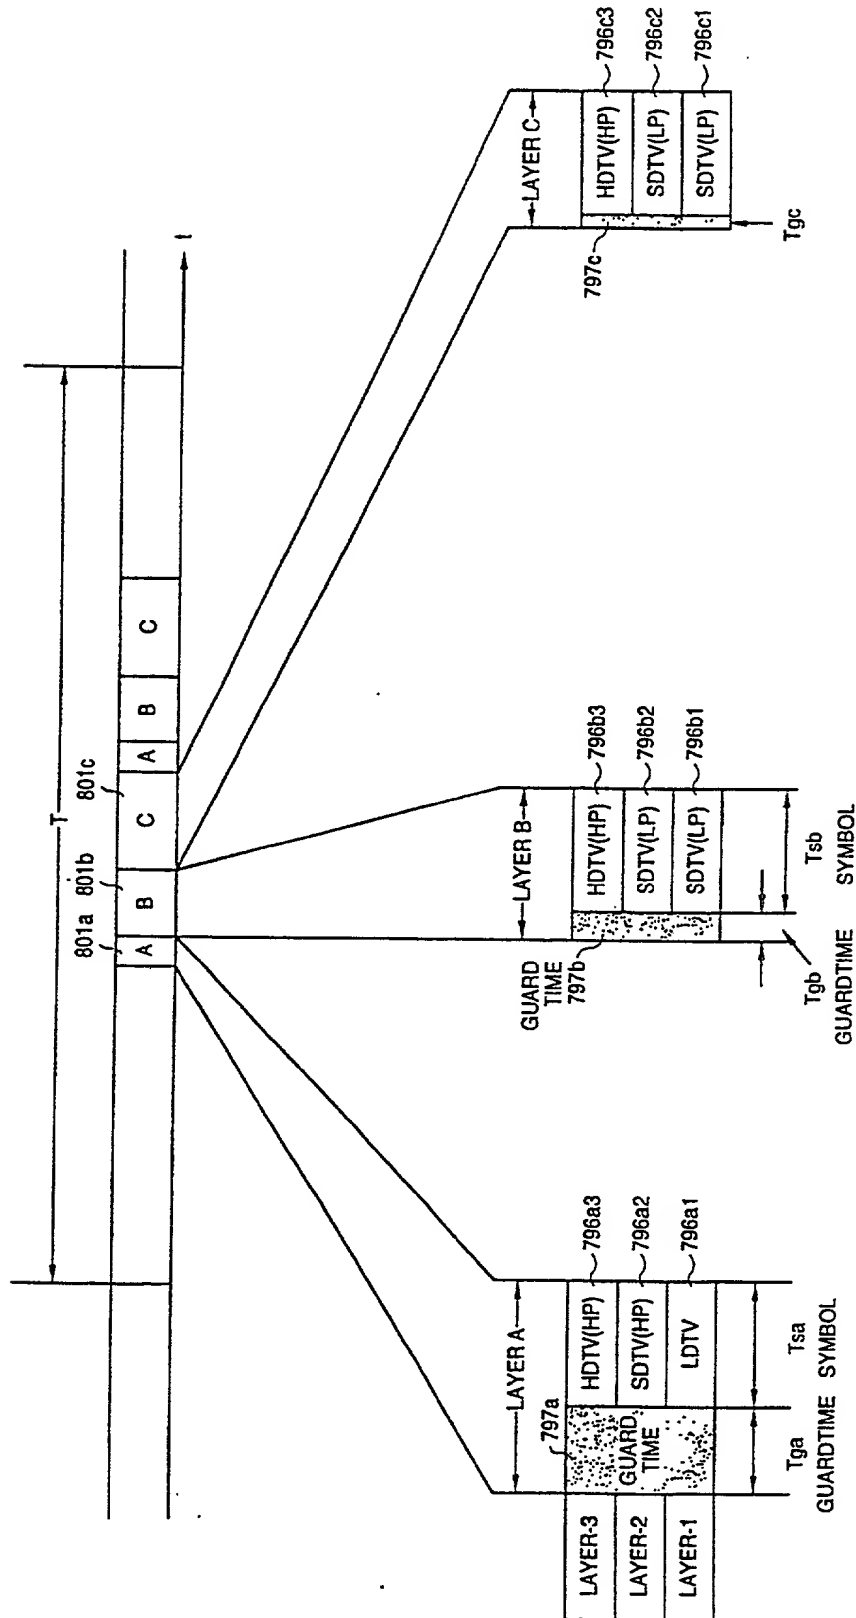 T
t
801a
801b
801c
A
B
C
A
B
C
LAYER A
797a
LAYER-3
LAYER-2
LAYER-1
GUARD
TIME
HDTV(HP)
SDTV(HP)
LDTV
796a3
796a2
796a1
Tga
GUARDTIME
Tsa
SYMBOL
LAYER B
GUARD
TIME
797b
HDTV(HP)
SDTV(LP)
SDTV(LP)
796b3
796b2
796b1
Tgb
GUARDTIME
Tsb
SYMBOL
LAYER C
797c
HDTV(HP)
SDTV(LP)
SDTV(LP)
796c3
796c2
796c1
Tgc